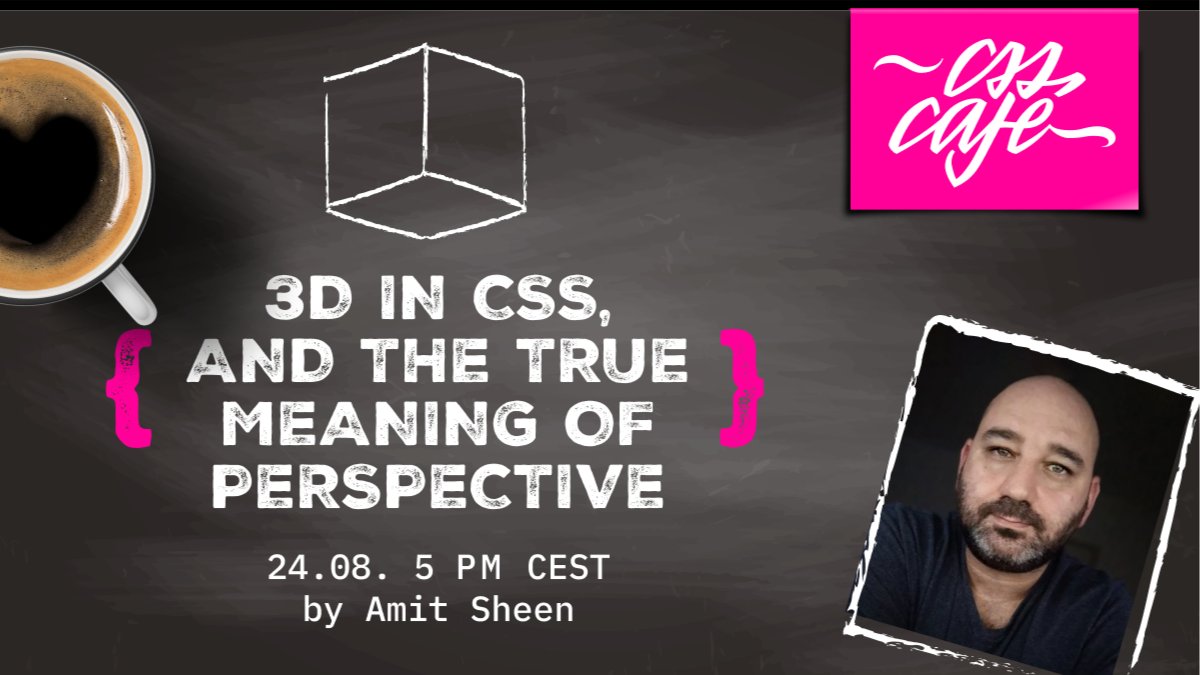 ~css
cafe~
3D IN CSS,
{ AND THE TRUE }
MEANING OF
PERSPECTIVE
24.08. 5 PM CEST
by Amit Sheen